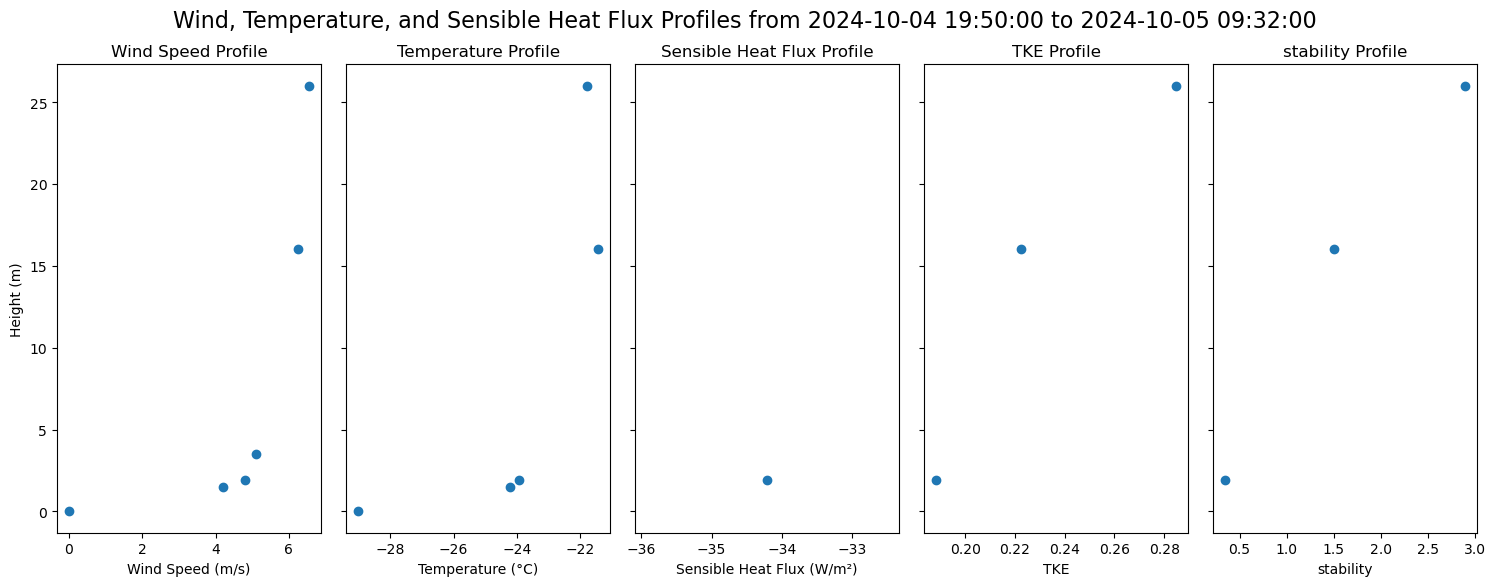 Wind, Temperature, and Sensible Heat Flux Profiles from 2024-10-04 19:50:00 to 2024-10-05 09:32:00
Wind Speed Profile
Temperature Profile
Sensible Heat Flux Profile
TKE Profile
stability Profile
25
20
15
10
5
0
Height (m)
0 2 4 6
−28 −26 −24 −22
−36 −35 −34 −33
0.20 0.22 0.24 0.26 0.28
0.5 1.0 1.5 2.0 2.5 3.0
Wind Speed (m/s)
Temperature (°C)
Sensible Heat Flux (W/m²)
TKE
stability